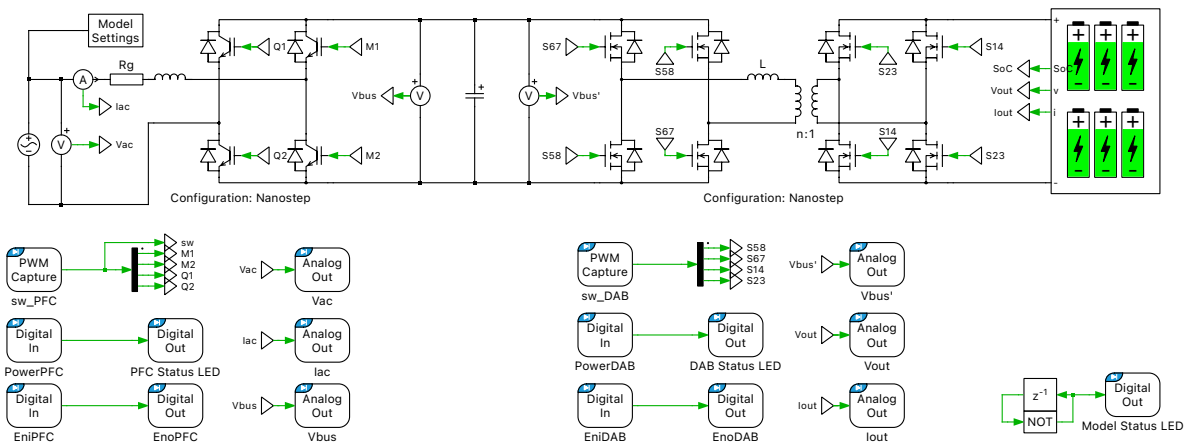 Model
Settings
Q1
M1
S67
S58
L
S23
S14
Rg
A
Iac
Vbus
V
V
Vbus'
SoC
SoC
Vout
v
Iout
i
n:1
V
Vac
Q2
M2
S58
S67
S14
S23
Configuration: Nanostep
Configuration: Nanostep
PWM
Capture
sw_PFC
sw
M1
M2
Q1
Q2
Vac
Analog
Out
Vac
PWM
Capture
sw_DAB
S58
S67
S14
S23
Vbus'
Analog
Out
Vbus'
Digital
In
PowerPFC
Digital
Out
PFC Status LED
Iac
Analog
Out
Iac
Digital
In
PowerDAB
Digital
Out
DAB Status LED
Vout
Analog
Out
Vout
Digital
In
EniPFC
Digital
Out
EnoPFC
Vbus
Analog
Out
Vbus
Digital
In
EniDAB
Digital
Out
EnoDAB
Iout
Analog
Out
Iout
z-1
NOT
Digital
Out
Model Status LED